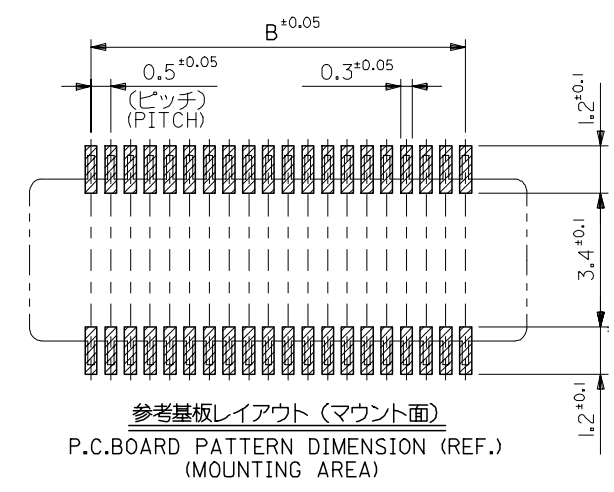 B±0.05
0.5±0.05
0.3±0.05
(ピッチ)
(PITCH)
1.2±0.1
3.4±0.1
1.2±0.1
参考基板レイアウト（マウント面）
P.C.BOARD PATTERN DIMENSION (REF.)
(MOUNTING AREA)